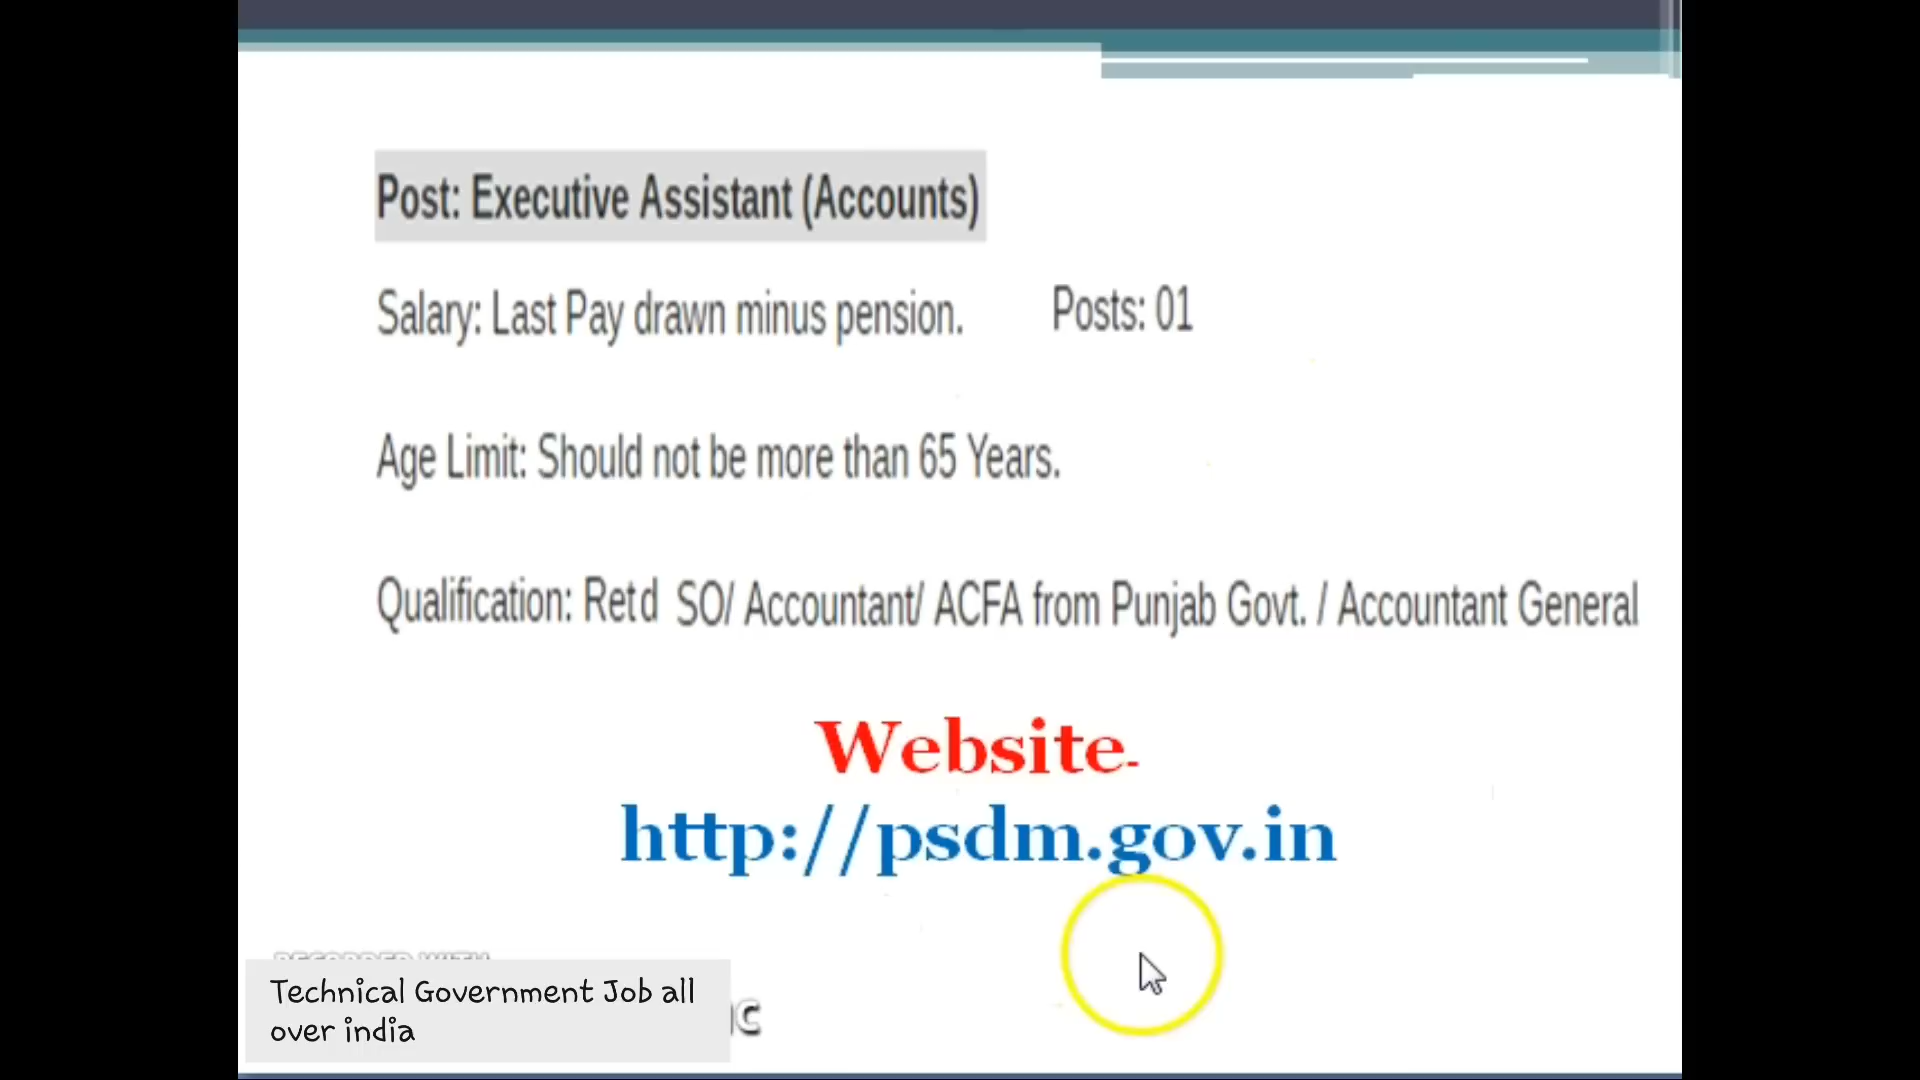 Post: Executive Assistant (Accounts)
Salary: Last Pay drawn minus pension. Posts: 01
Age Limit: Should not be more than 65 Years.
Qualification: Retd SO/ Accountant/ ACFA from Punjab Govt. / Accountant General
Website-
http://psdm.gov.in
RECORDED WITH
Technical Government Job all
over india